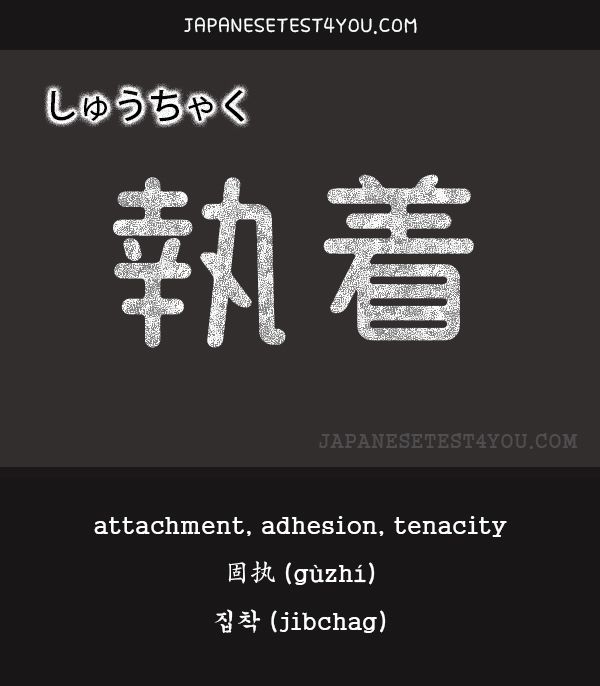 JAPANESETEST4YOU.COM
しゅうちゃく
執着
JAPANESETEST4YOU.COM
attachment, adhesion, tenacity
固执 (gùzhí)
집착 (jibchag)